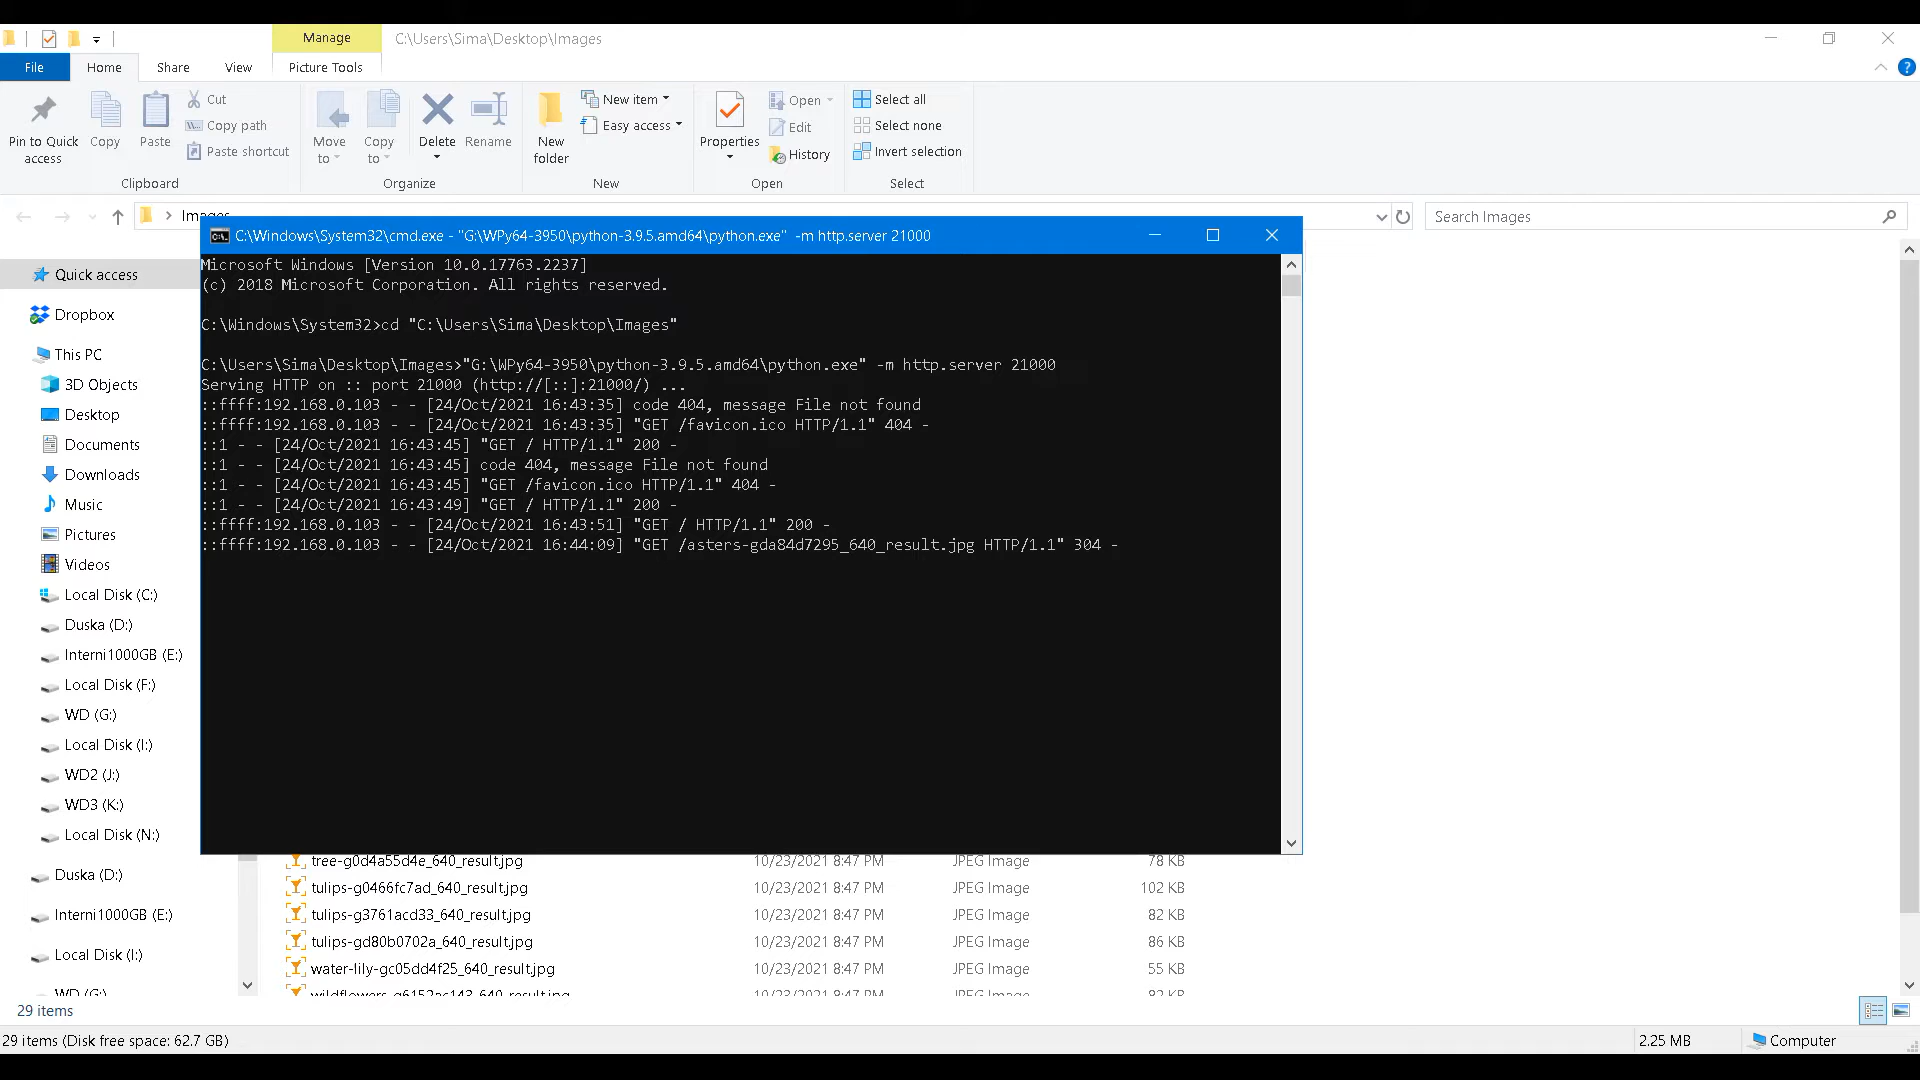 Manage
C:\Users\Sima\Desktop\Images
File
Home
Share
View
Picture Tools
Pin to Quick access
Copy
Paste
Cut
Copy path
Paste shortcut
Clipboard
Move to
Copy to
Delete
Rename
Organize
New folder
New item
Easy access
New
Properties
Open
Edit
History
Open
Select all
Select none
Invert selection
Select
Images
Search Images
C:\Windows\System32\cmd.exe - "G:\WPy64-3950\python-3.9.5.amd64\python.exe" -m http.server 21000
Microsoft Windows [Version 10.0.17763.2237]
(c) 2018 Microsoft Corporation. All rights reserved.
C:\Windows\System32>cd "C:\Users\Sima\Desktop\Images"
C:\Users\Sima\Desktop\Images>"G:\WPy64-3950\python-3.9.5.amd64\python.exe" -m http.server 21000
Serving HTTP on :: port 21000 (http://[::]:21000/) ...
::ffff:192.168.0.103 - - [24/Oct/2021 16:43:35] code 404, message File not found
::ffff:192.168.0.103 - - [24/Oct/2021 16:43:35] "GET /favicon.ico HTTP/1.1" 404 -
::1 - - [24/Oct/2021 16:43:45] "GET / HTTP/1.1" 200 -
::1 - - [24/Oct/2021 16:43:45] code 404, message File not found
::1 - - [24/Oct/2021 16:43:45] "GET /favicon.ico HTTP/1.1" 404 -
::1 - - [24/Oct/2021 16:43:49] "GET / HTTP/1.1" 200 -
::ffff:192.168.0.103 - - [24/Oct/2021 16:43:51] "GET / HTTP/1.1" 200 -
::ffff:192.168.0.103 - - [24/Oct/2021 16:44:09] "GET /asters-gda84d7295_640_result.jpg HTTP/1.1" 304 -
Quick access
Dropbox
This PC
3D Objects
Desktop
Documents
Downloads
Music
Pictures
Videos
Local Disk (C:)
Duska (D:)
Interni1000GB (E:)
Local Disk (F:)
WD (G:)
Local Disk (I:)
WD2 (J:)
WD3 (K:)
Local Disk (N:)
Duska (D:)
Interni1000GB (E:)
Local Disk (I:)
WD (G:)
tree-g0d4a55d4e_640_result.jpg 10/23/2021 8:47 PM JPEG Image 78 KB
tulips-g0466fc7ad_640_result.jpg 10/23/2021 8:47 PM JPEG Image 102 KB
tulips-g3761acd33_640_result.jpg 10/23/2021 8:47 PM JPEG Image 82 KB
tulips-gd80b0702a_640_result.jpg 10/23/2021 8:47 PM JPEG Image 86 KB
water-lily-gc05dd4f25_640_result.jpg 10/23/2021 8:47 PM JPEG Image 55 KB
wildflowers-g6152ac143_640_result.jpg 10/23/2021 8:47 PM JPEG Image 82 KB
29 items
29 items (Disk free space: 62.7 GB)
2.25 MB
Computer